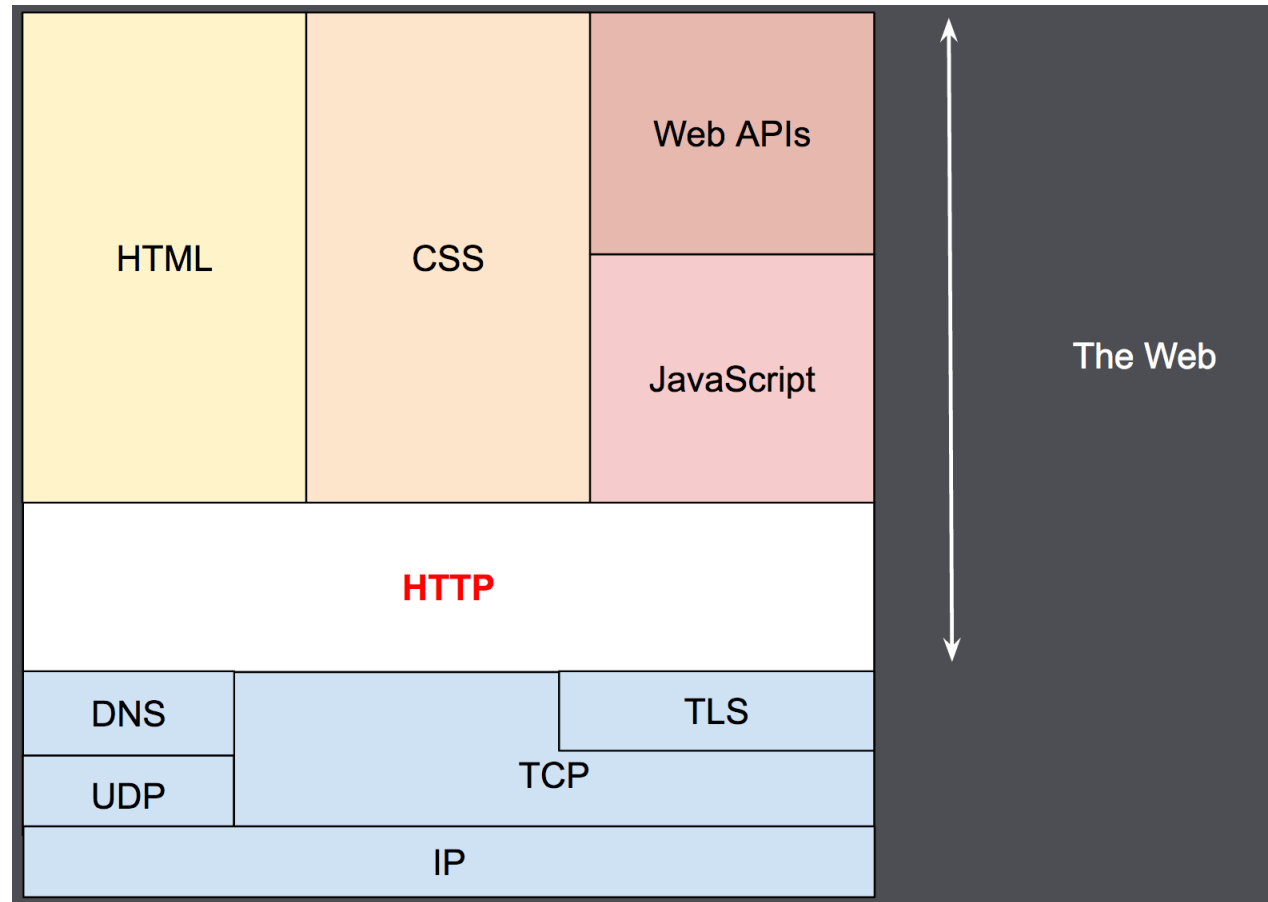 Web APIs
HTML
CSS
The Web
JavaScript
HTTP
DNS
TLS
TCP
UDP
IP